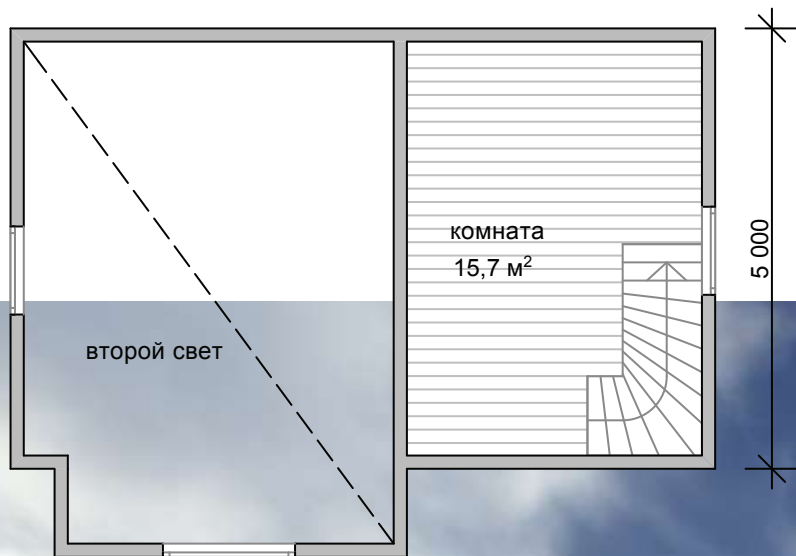 комната
15,7 м²
5 000
второй свет